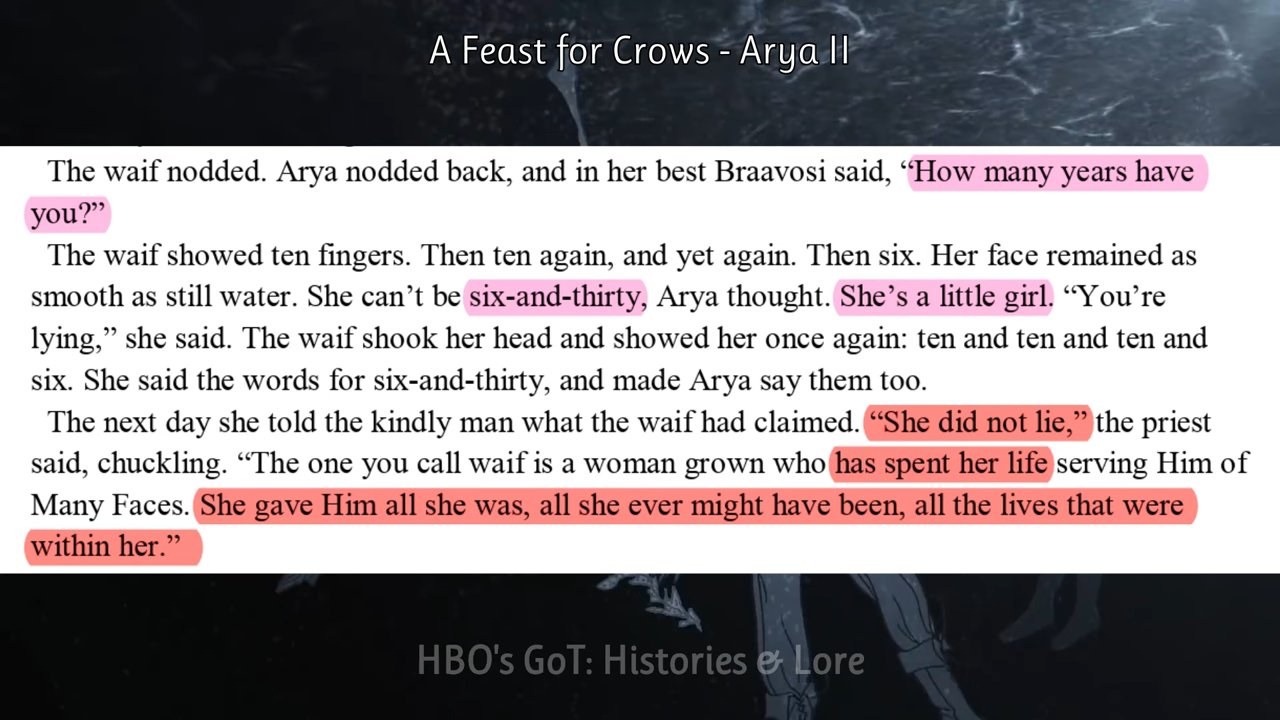 A Feast for Crows - Arya II
The waif nodded. Arya nodded back, and in her best Braavosi said, “How many years have
you?”
The waif showed ten fingers. Then ten again, and yet again. Then six. Her face remained as
smooth as still water. She can’t be six-and-thirty, Arya thought. She’s a little girl. “You’re
lying,” she said. The waif shook her head and showed her once again: ten and ten and ten and
six. She said the words for six-and-thirty, and made Arya say them too.
The next day she told the kindly man what the waif had claimed. “She did not lie,” the priest
said, chuckling. “The one you call waif is a woman grown who has spent her life serving Him of
Many Faces. She gave Him all she was, all she ever might have been, all the lives that were
within her.”
HBO's GoT: Histories & Lore